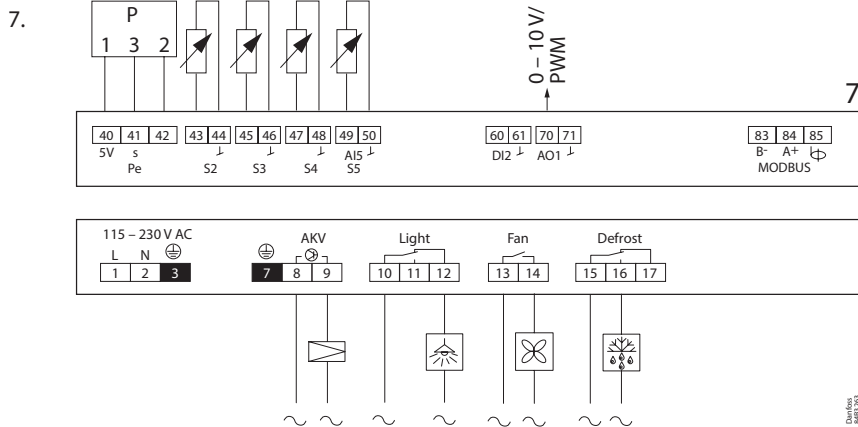 7.
P
1 3 2
0 – 10 V/
PWM
7
40 41 42 43 44 45 46 47 48 49 50 60 61 70 71 83 84 85
5V s AI5 DI2 AO1 B- A+
Pe S2 S3 S4 S5 MODBUS
115 – 230 V AC AKV Light Fan Defrost
L N
1 2 3 7 8 9 10 11 12 13 14 15 16 17
Danfoss